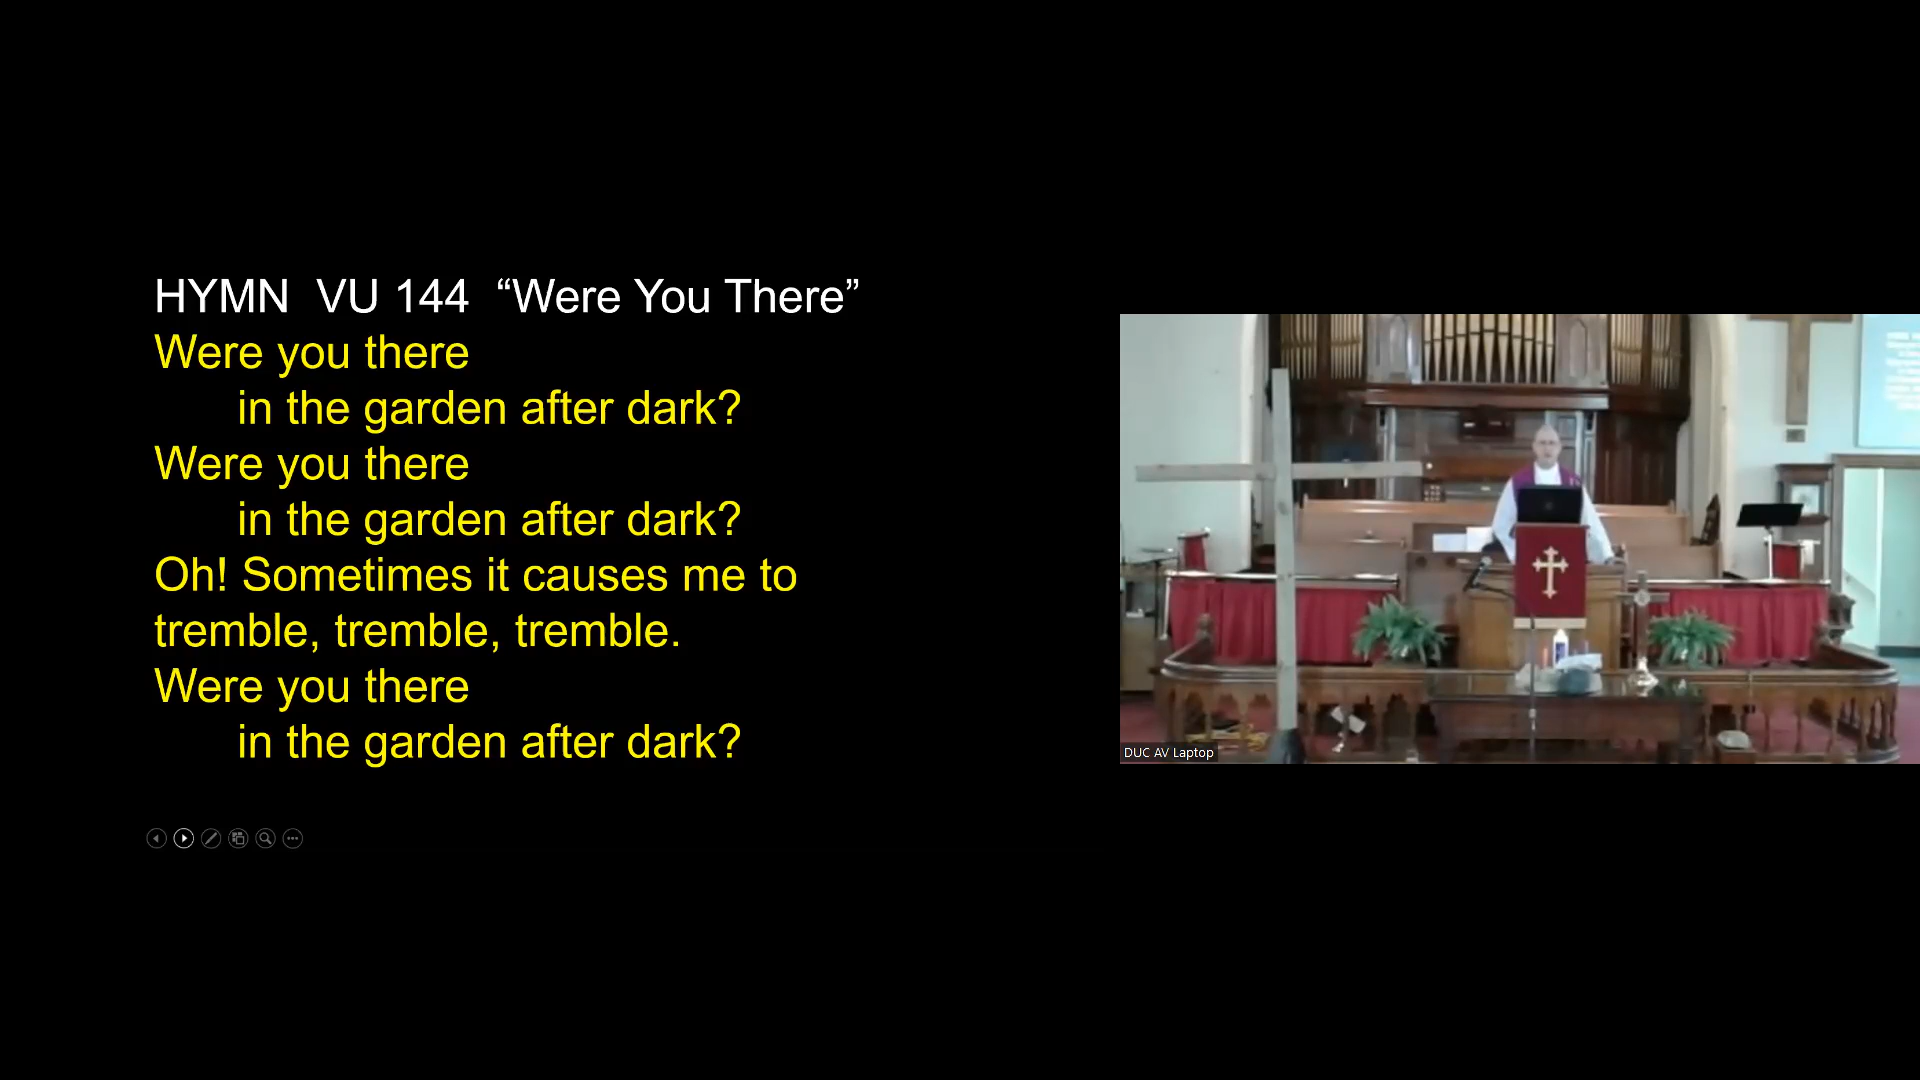 HYMN  VU 144  “Were You There”
Were you there
in the garden after dark?
Were you there
in the garden after dark?
Oh! Sometimes it causes me to
tremble, tremble, tremble.
Were you there
in the garden after dark?
DUC AV Laptop